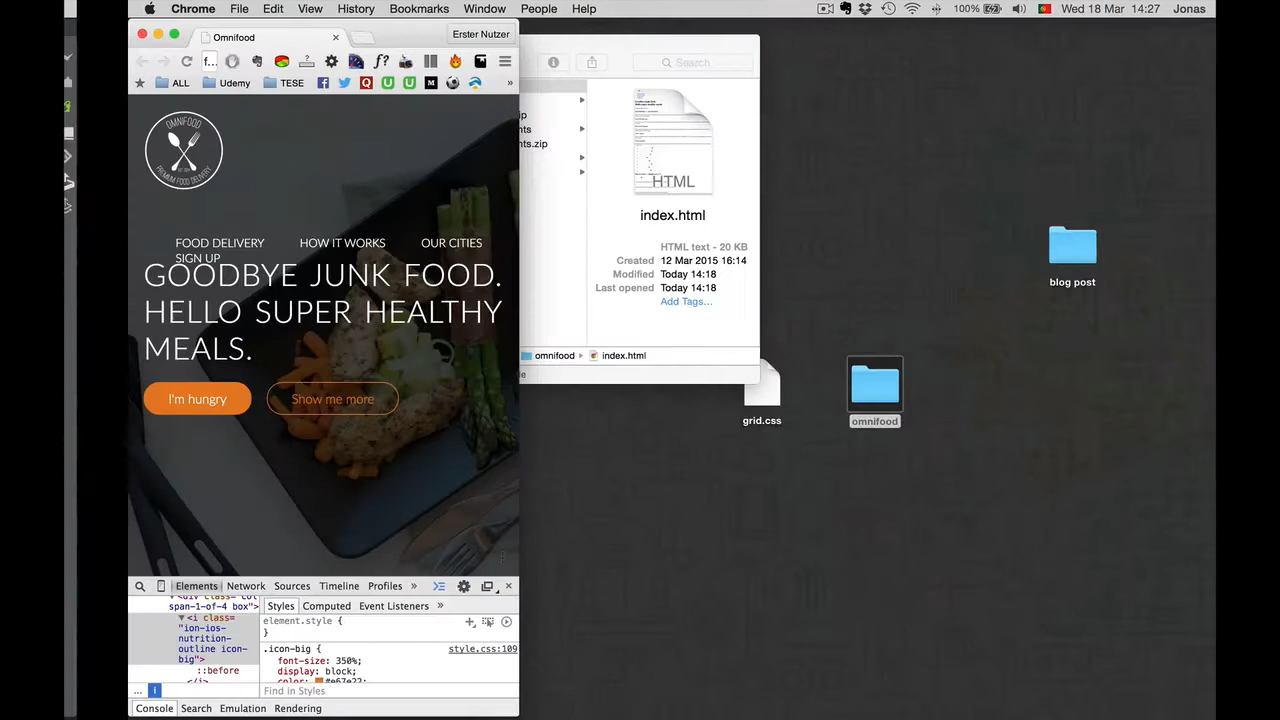 Chrome File Edit View History Bookmarks Window People Help 100% Wed 18 Mar 14:27 Jonas
Omnifood
Erster Nutzer
f... f?
ALL Udemy TESE »
Search
OMNIFOOD
PREMIUM FOOD DELIVERY
ip
nts
nts.zip
HTML
index.html
HTML text - 20 KB
Created 12 Mar 2015 16:14
Modified Today 14:18
Last opened Today 14:18
Add Tags...
omnifood index.html
blog post
grid.css
omnifood
FOOD DELIVERY HOW IT WORKS OUR CITIES
SIGN UP
GOODBYE JUNK FOOD.
HELLO SUPER HEALTHY
MEALS.
I'm hungry Show me more
Elements Network Sources Timeline Profiles »
span-1-of-4 box">
<i class=
"ion-ios-
nutrition-
outline icon-
big">
::before
</i>
Styles Computed Event Listeners »
element.style {
}
.icon-big { style.css:109
font-size: 350%;
display: block;
color: #e67e22;
... i Find in Styles
Console Search Emulation Rendering